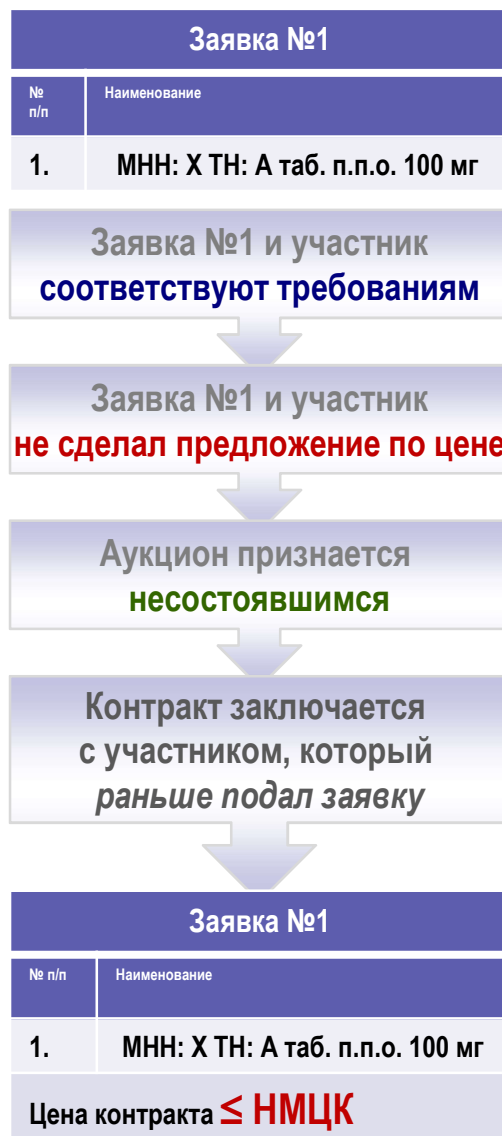 Заявка №1
№ п/п Наименование
1. МНН: X ТН: А таб. п.п.о. 100 мг
Заявка №1 и участник
соответствуют требованиям
Заявка №1 и участник
не сделал предложение по цене
Аукцион признается
несостоявшимся
Контракт заключается
с участником, который
раньше подал заявку
Заявка №1
№ п/п Наименование
1. МНН: X ТН: А таб. п.п.о. 100 мг
Цена контракта ≤ НМЦК